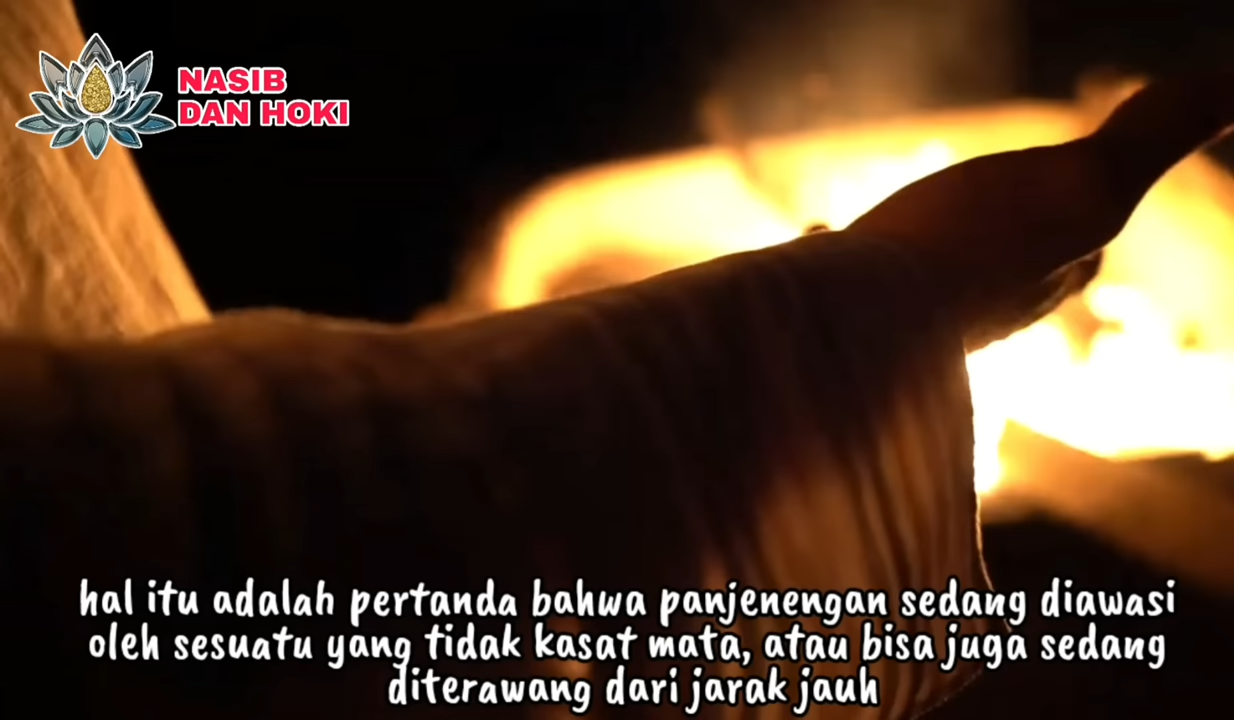 NASIB
DAN HOKI
hal itu adalah pertanda bahwa panjenengan sedang diawasi
oleh sesuatu yang tidak kasat mata, atau bisa juga sedang
diterawang dari jarak jauh